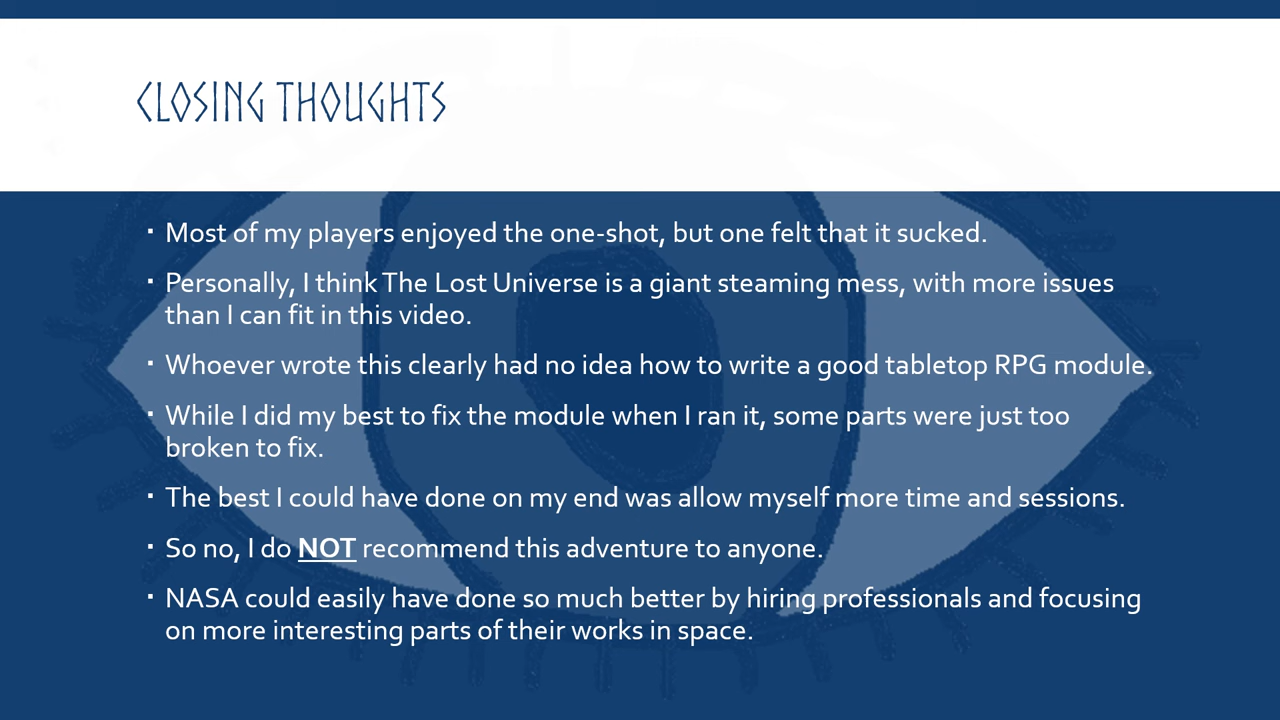 CLOSING THOUGHTS
▪ Most of my players enjoyed the one-shot, but one felt that it sucked.
▪ Personally, I think The Lost Universe is a giant steaming mess, with more issues
than I can fit in this video.
▪ Whoever wrote this clearly had no idea how to write a good tabletop RPG module.
▪ While I did my best to fix the module when I ran it, some parts were just too
broken to fix.
▪ The best I could have done on my end was allow myself more time and sessions.
▪ So no, I do NOT recommend this adventure to anyone.
▪ NASA could easily have done so much better by hiring professionals and focusing
on more interesting parts of their works in space.